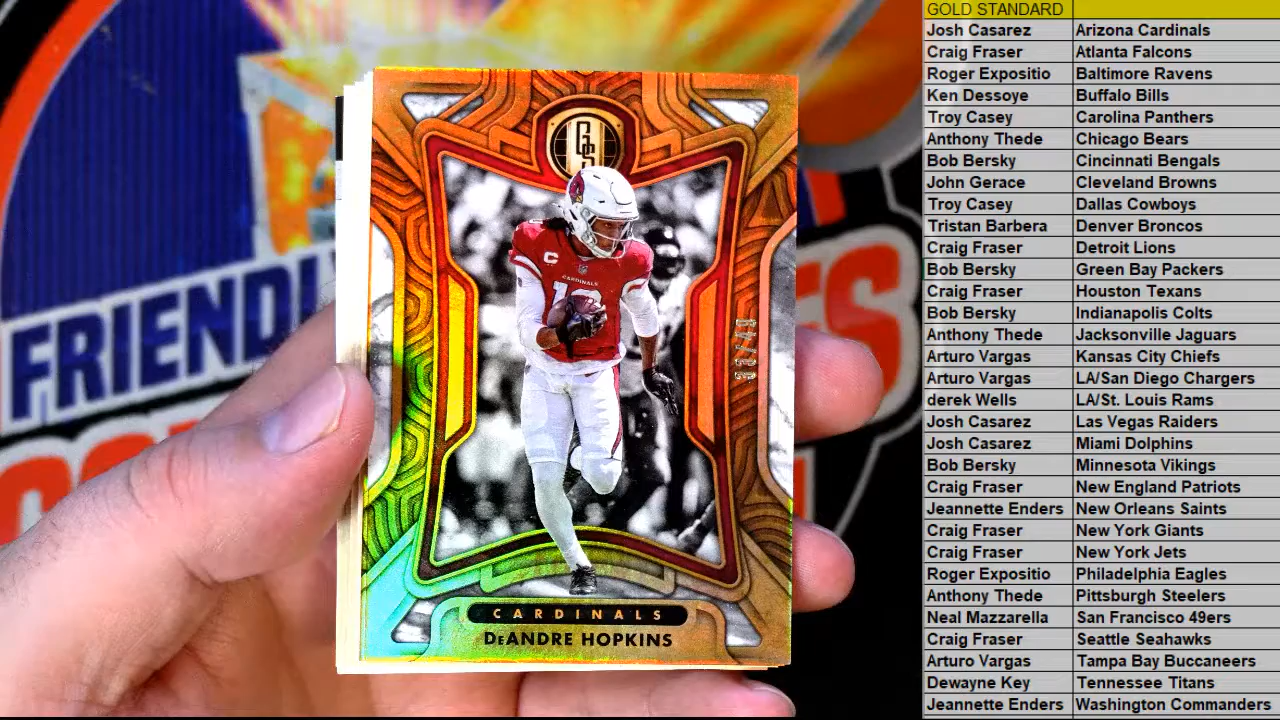 FRIENDL
GS
C
CARDINALS
10
CARDINALS
DeANDRE HOPKINS
GOLD STANDARD
Josh Casarez Arizona Cardinals
Craig Fraser Atlanta Falcons
Roger Expositio Baltimore Ravens
Ken Dessoye Buffalo Bills
Troy Casey Carolina Panthers
Anthony Thede Chicago Bears
Bob Bersky Cincinnati Bengals
John Gerace Cleveland Browns
Troy Casey Dallas Cowboys
Tristan Barbera Denver Broncos
Craig Fraser Detroit Lions
Bob Bersky Green Bay Packers
Craig Fraser Houston Texans
Bob Bersky Indianapolis Colts
Anthony Thede Jacksonville Jaguars
Arturo Vargas Kansas City Chiefs
Arturo Vargas LA/San Diego Chargers
derek Wells LA/St. Louis Rams
Josh Casarez Las Vegas Raiders
Josh Casarez Miami Dolphins
Bob Bersky Minnesota Vikings
Craig Fraser New England Patriots
Jeannette Enders New Orleans Saints
Craig Fraser New York Giants
Craig Fraser New York Jets
Roger Expositio Philadelphia Eagles
Anthony Thede Pittsburgh Steelers
Neal Mazzarella San Francisco 49ers
Craig Fraser Seattle Seahawks
Arturo Vargas Tampa Bay Buccaneers
Dewayne Key Tennessee Titans
Jeannette Enders Washington Commanders